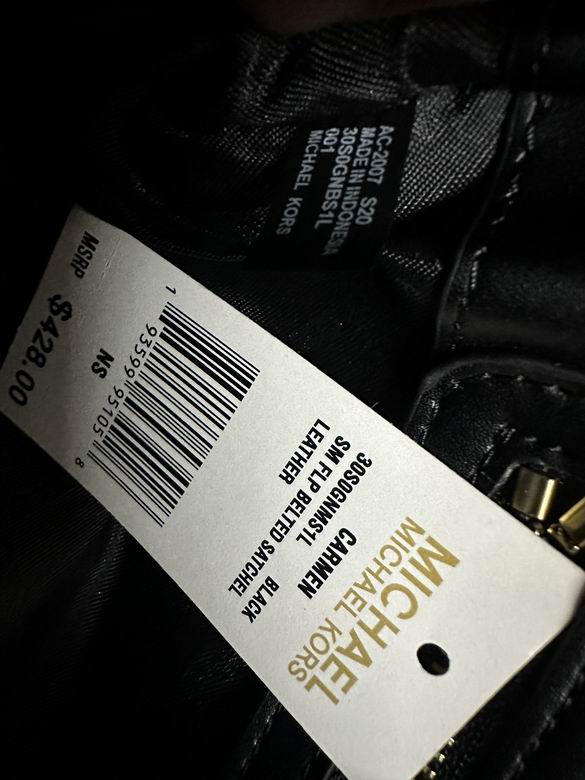 AC-2007 S20
MADE IN INDONESIA
30S0GNBS1L
001
MICHAEL KORS
MICHAEL
MICHAEL KORS
CARMEN
30S0GNMS1L
SM FLP BELTED SATCHEL
LEATHER BLACK
1 93599 95105 8
NS
MSRP $428.00